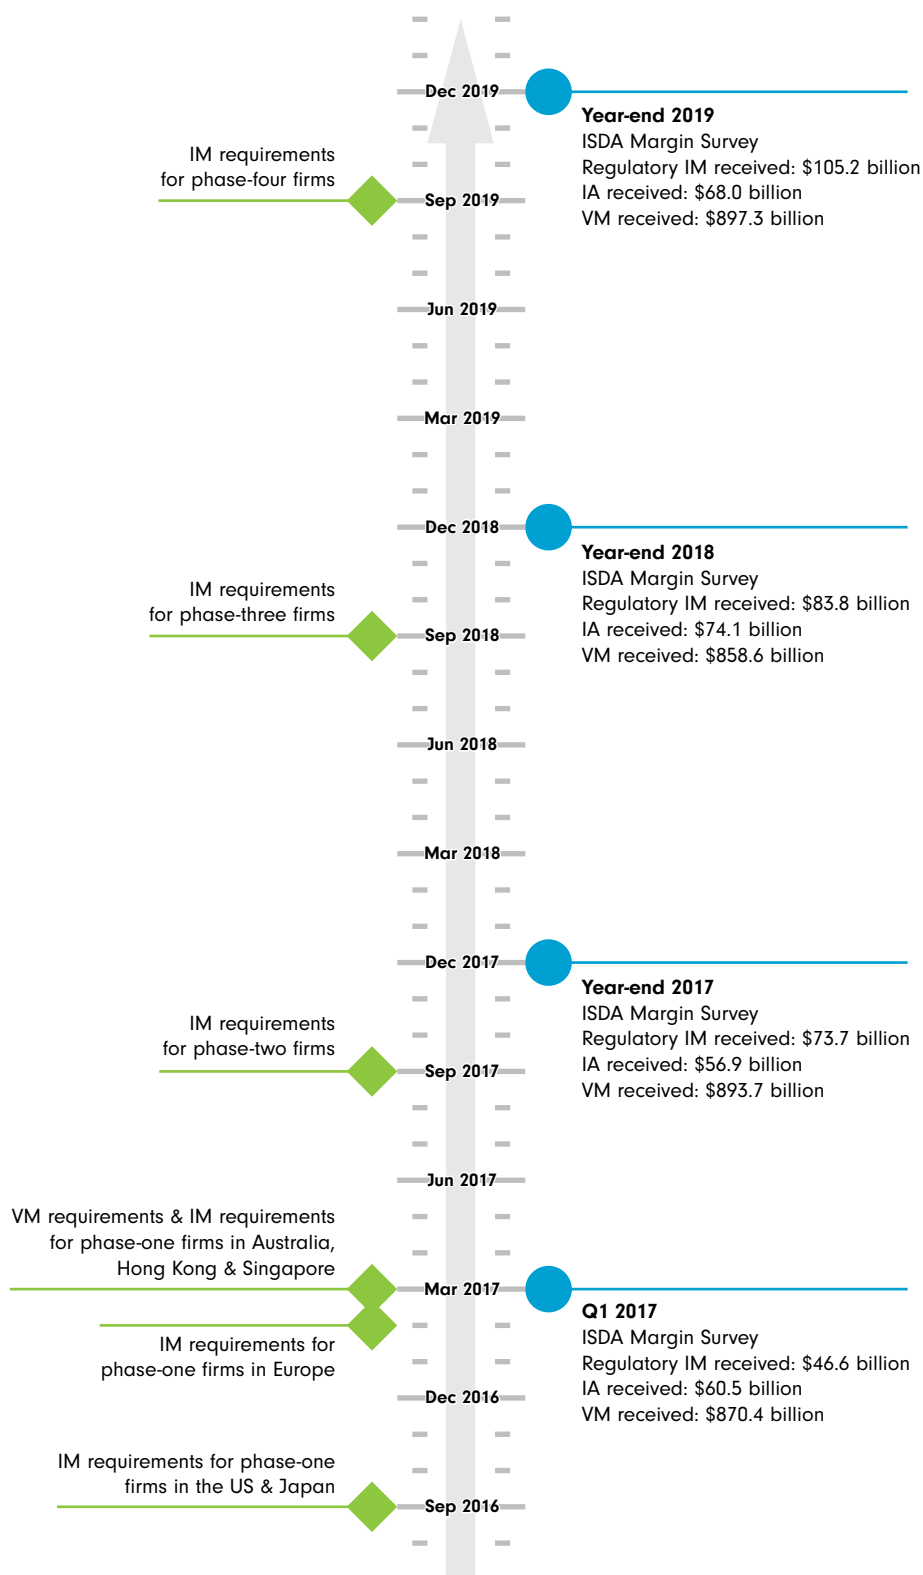 Dec 2019
Year-end 2019
ISDA Margin Survey
Regulatory IM received: $105.2 billion
IA received: $68.0 billion
VM received: $897.3 billion
IM requirements
for phase-four firms
Sep 2019
Jun 2019
Mar 2019
Dec 2018
Year-end 2018
ISDA Margin Survey
Regulatory IM received: $83.8 billion
IA received: $74.1 billion
VM received: $858.6 billion
IM requirements
for phase-three firms
Sep 2018
Jun 2018
Mar 2018
Dec 2017
Year-end 2017
ISDA Margin Survey
Regulatory IM received: $73.7 billion
IA received: $56.9 billion
VM received: $893.7 billion
IM requirements
for phase-two firms
Sep 2017
Jun 2017
VM requirements & IM requirements
for phase-one firms in Australia,
Hong Kong & Singapore
Mar 2017
Q1 2017
ISDA Margin Survey
Regulatory IM received: $46.6 billion
IA received: $60.5 billion
VM received: $870.4 billion
IM requirements for
phase-one firms in Europe
Dec 2016
IM requirements for phase-one
firms in the US & Japan
Sep 2016